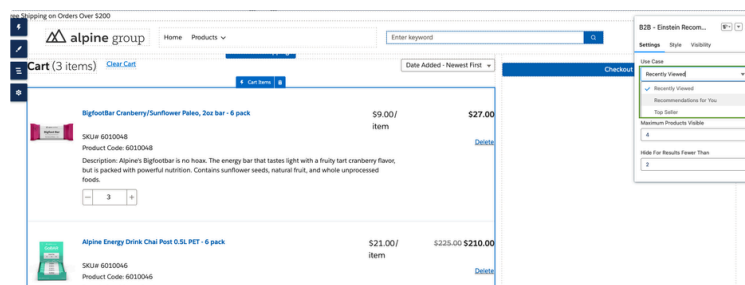 ree Shipping on Orders Over $200
alpine group
Home Products
Enter keyword
Cart (3 items) Clear Cart
Date Added - Newest First
Cart Items
Checkout
BigfootBar Cranberry/Sunflower Paleo, 2oz bar - 6 pack
$9.00/
item
$27.00
SKU# 6010048
Product Code: 6010048
Delete
Description: Alpine's Bigfootbar is no hoax. The energy bar that tastes light with a fruity tart cranberry flavor,
but is packed with powerful nutrition. Contains sunflower seeds, natural fruit, and whole unprocessed
foods.
3
Alpine Energy Drink Chai Post 0.5L PET - 6 pack
$21.00/
item
$225.00 $210.00
SKU# 6010046
Product Code: 6010046
Delete
B2B - Einstein Recom...
Settings Style Visibility
Use Case
Recently Viewed
Recently Viewed
Recommendations for You
Top Seller
Maximum Products Visible
4
Hide For Results Fewer Than
2